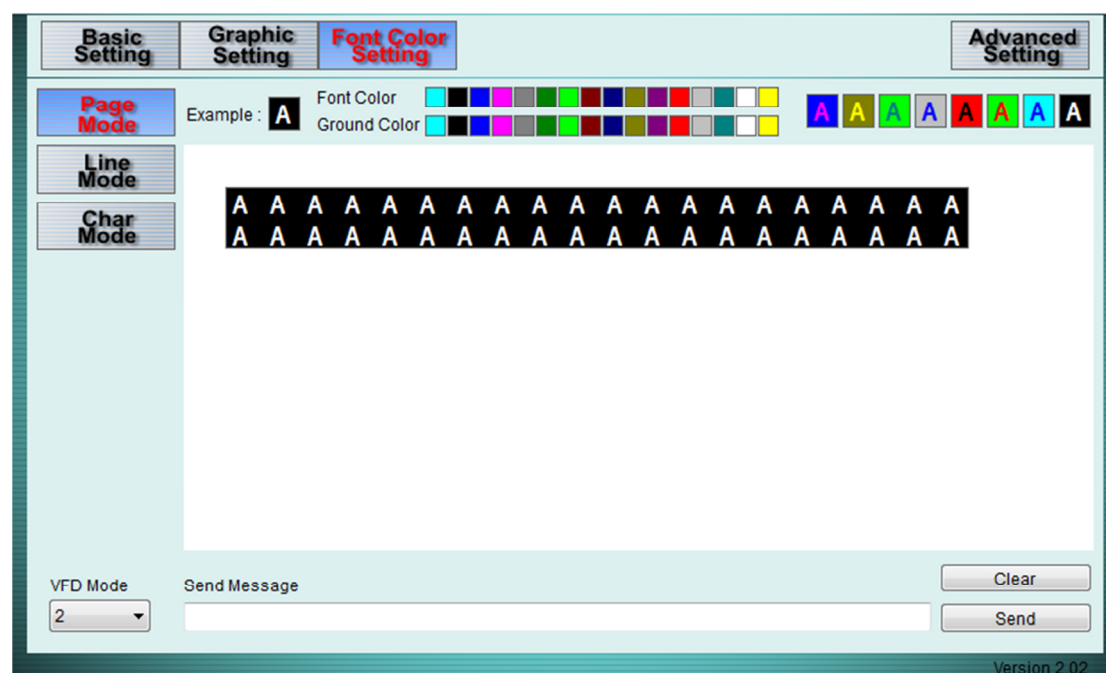 Basic Setting
Graphic Setting
Font Color Setting
Advanced Setting
Page Mode
Line Mode
Char Mode
Example : A
Font Color
Ground Color
A A A A A A A A
A A A A A A A A A A A A A A A A A A A A
A A A A A A A A A A A A A A A A A A A A
VFD Mode
2
Send Message
Clear
Send
Version 2.02